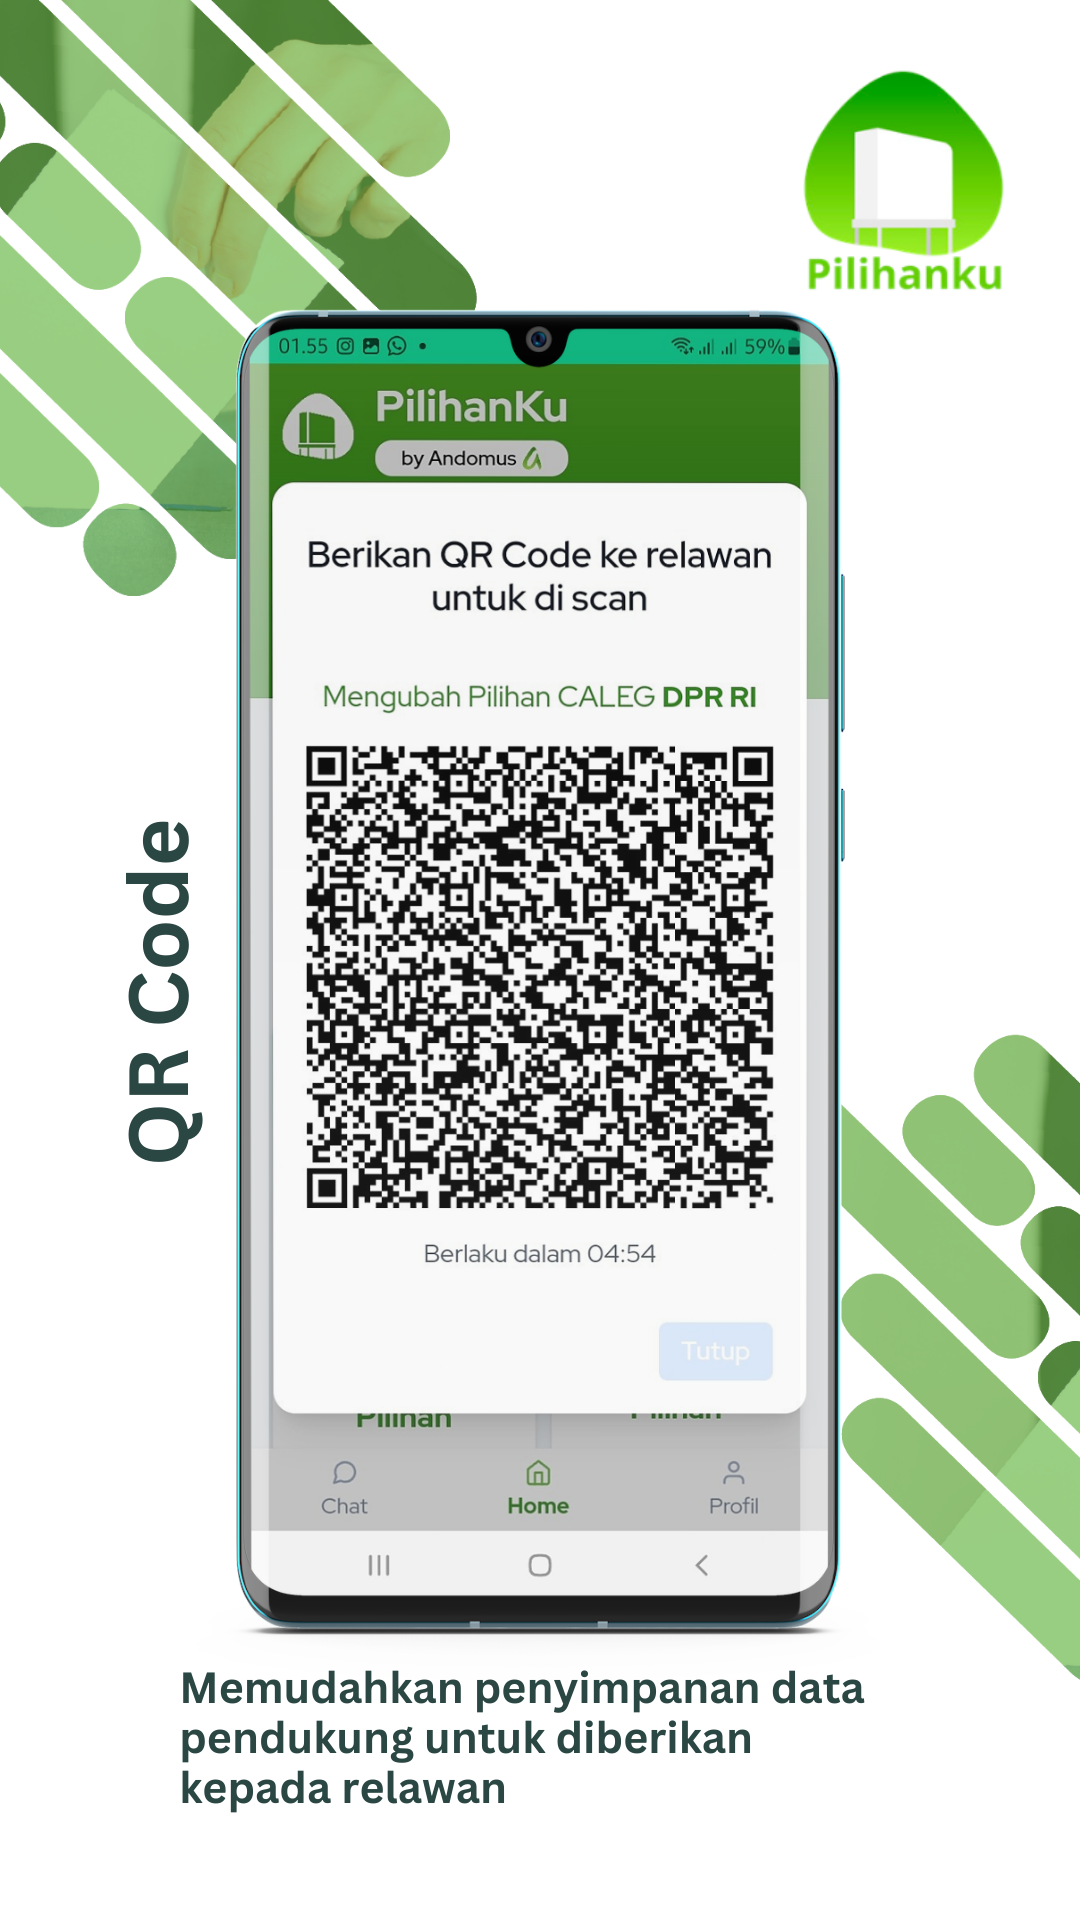 Pilihanku
01.55
59%
PilihanKu
by Andomus
Berikan QR Code ke relawan
untuk di scan
Mengubah Pilihan CALEG DPR RI
Berlaku dalam 04:54
Tutup
Pilihan
Pilihan
Chat
Home
Profil
QR Code
Memudahkan penyimpanan data
pendukung untuk diberikan
kepada relawan